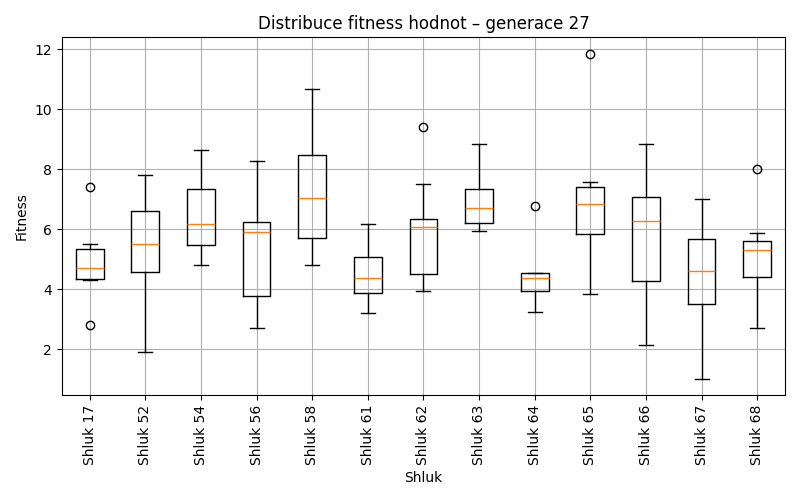 Distribuce fitness hodnot – generace 27
Fitness
12
10
8
6
4
2
Shluk 17
Shluk 52
Shluk 54
Shluk 56
Shluk 58
Shluk 61
Shluk 62
Shluk 63
Shluk 64
Shluk 65
Shluk 66
Shluk 67
Shluk 68
Shluk